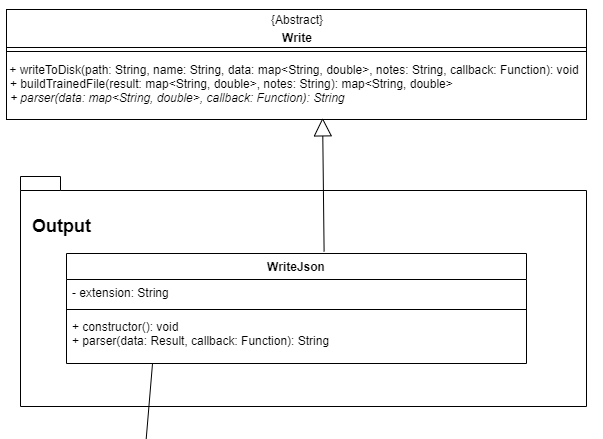 {Abstract}
Write
+ writeToDisk(path: String, name: String, data: map<String, double>, notes: String, callback: Function): void
+ buildTrainedFile(result: map<String, double>, notes: String): map<String, double>
+ parser(data: map<String, double>, callback: Function): String
Output
WriteJson
- extension: String
+ constructor(): void
+ parser(data: Result, callback: Function): String